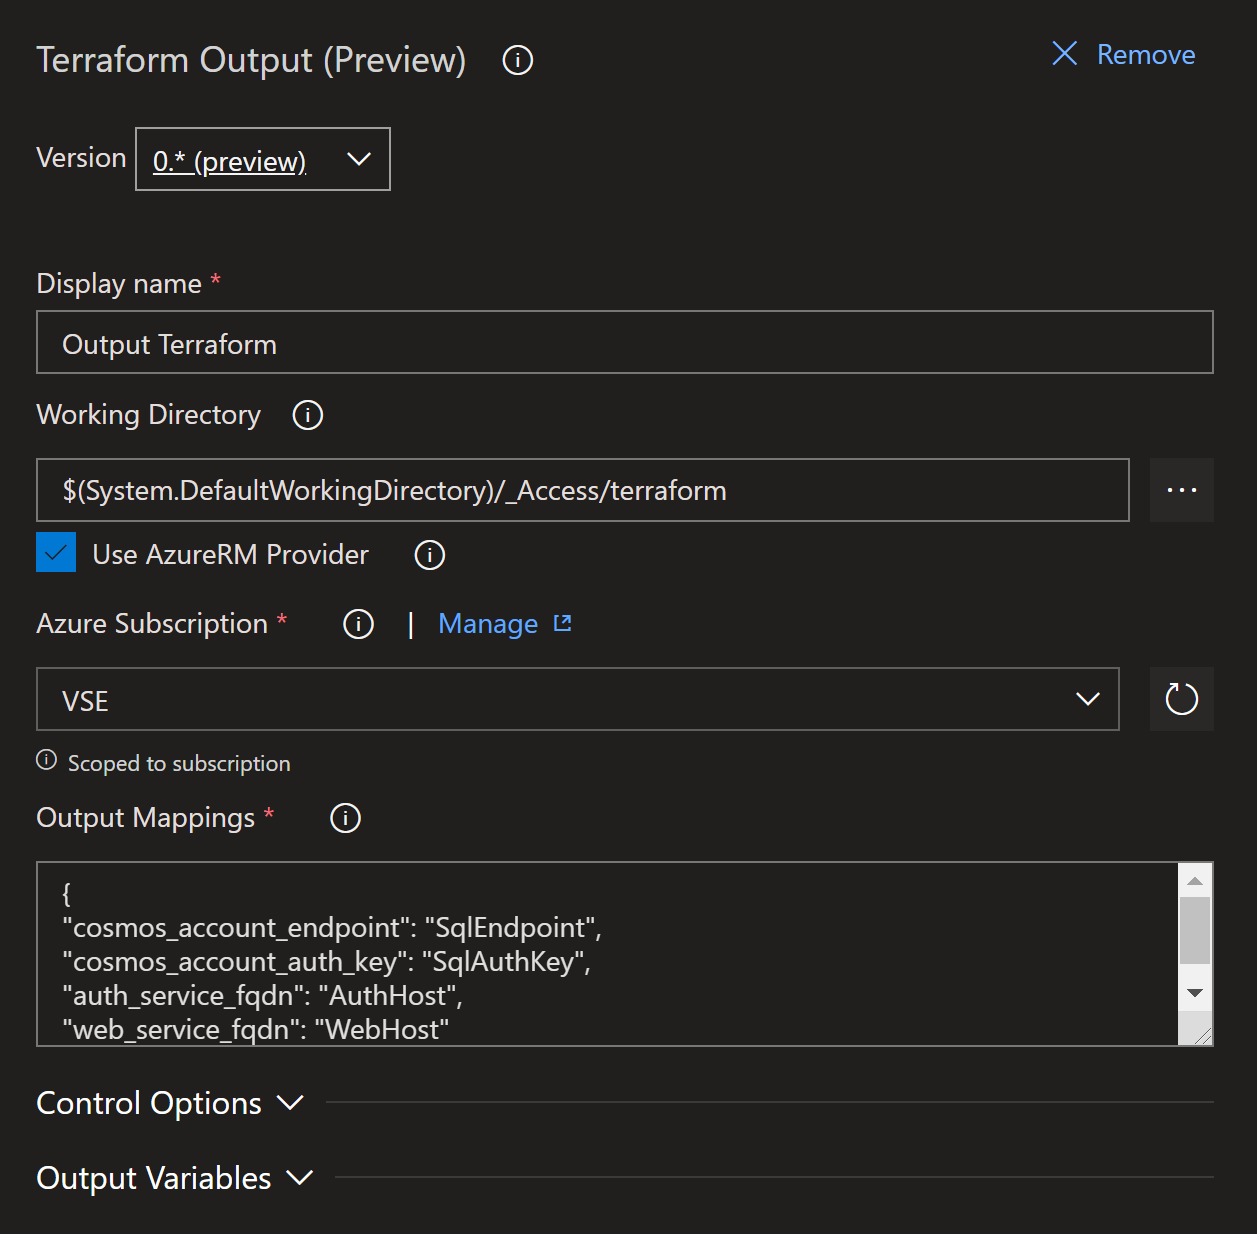 Terraform Output (Preview)
Remove
Version
0.* (preview)
Display name *
Output Terraform
Working Directory
$(System.DefaultWorkingDirectory)/_Access/terraform
Use AzureRM Provider
Azure Subscription * | Manage
VSE
Scoped to subscription
Output Mappings *
{
"cosmos_account_endpoint": "SqlEndpoint",
"cosmos_account_auth_key": "SqlAuthKey",
"auth_service_fqdn": "AuthHost",
"web_service_fqdn": "WebHost"
Control Options
Output Variables